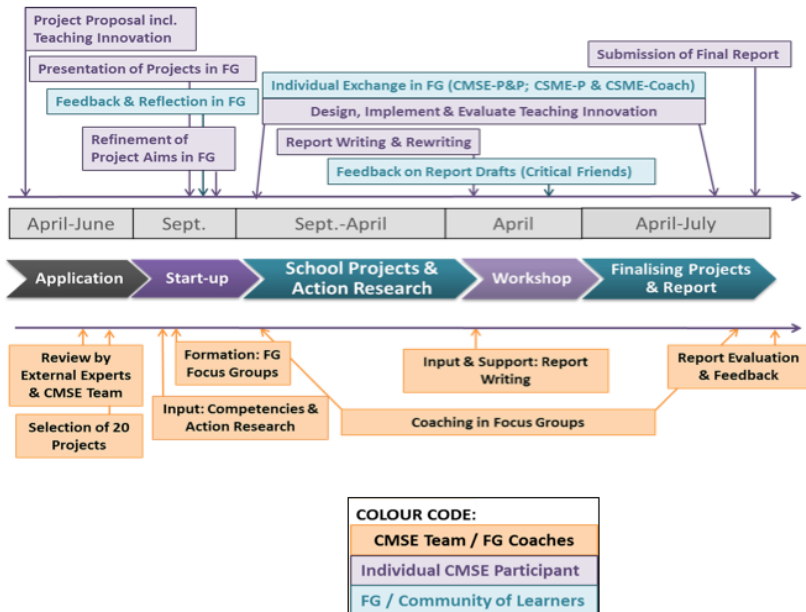 Project Proposal incl.
Teaching Innovation
Submission of Final Report
Presentation of Projects in FG
Individual Exchange in FG (CMSE-P&P; CSME-P & CSME-Coach)
Feedback & Reflection in FG
Design, Implement & Evaluate Teaching Innovation
Refinement of
Project Aims in FG
Report Writing & Rewriting
Feedback on Report Drafts (Critical Friends)
April-June
Sept.
Sept.-April
April
April-July
Application
Start-up
School Projects &
Action Research
Workshop
Finalising Projects
& Report
Review by
External Experts
& CMSE Team
Formation: FG
Focus Groups
Input & Support: Report
Writing
Report Evaluation
& Feedback
Selection of 20
Projects
Input: Competencies &
Action Research
Coaching in Focus Groups
COLOUR CODE:
CMSE Team / FG Coaches
Individual CMSE Participant
FG / Community of Learners